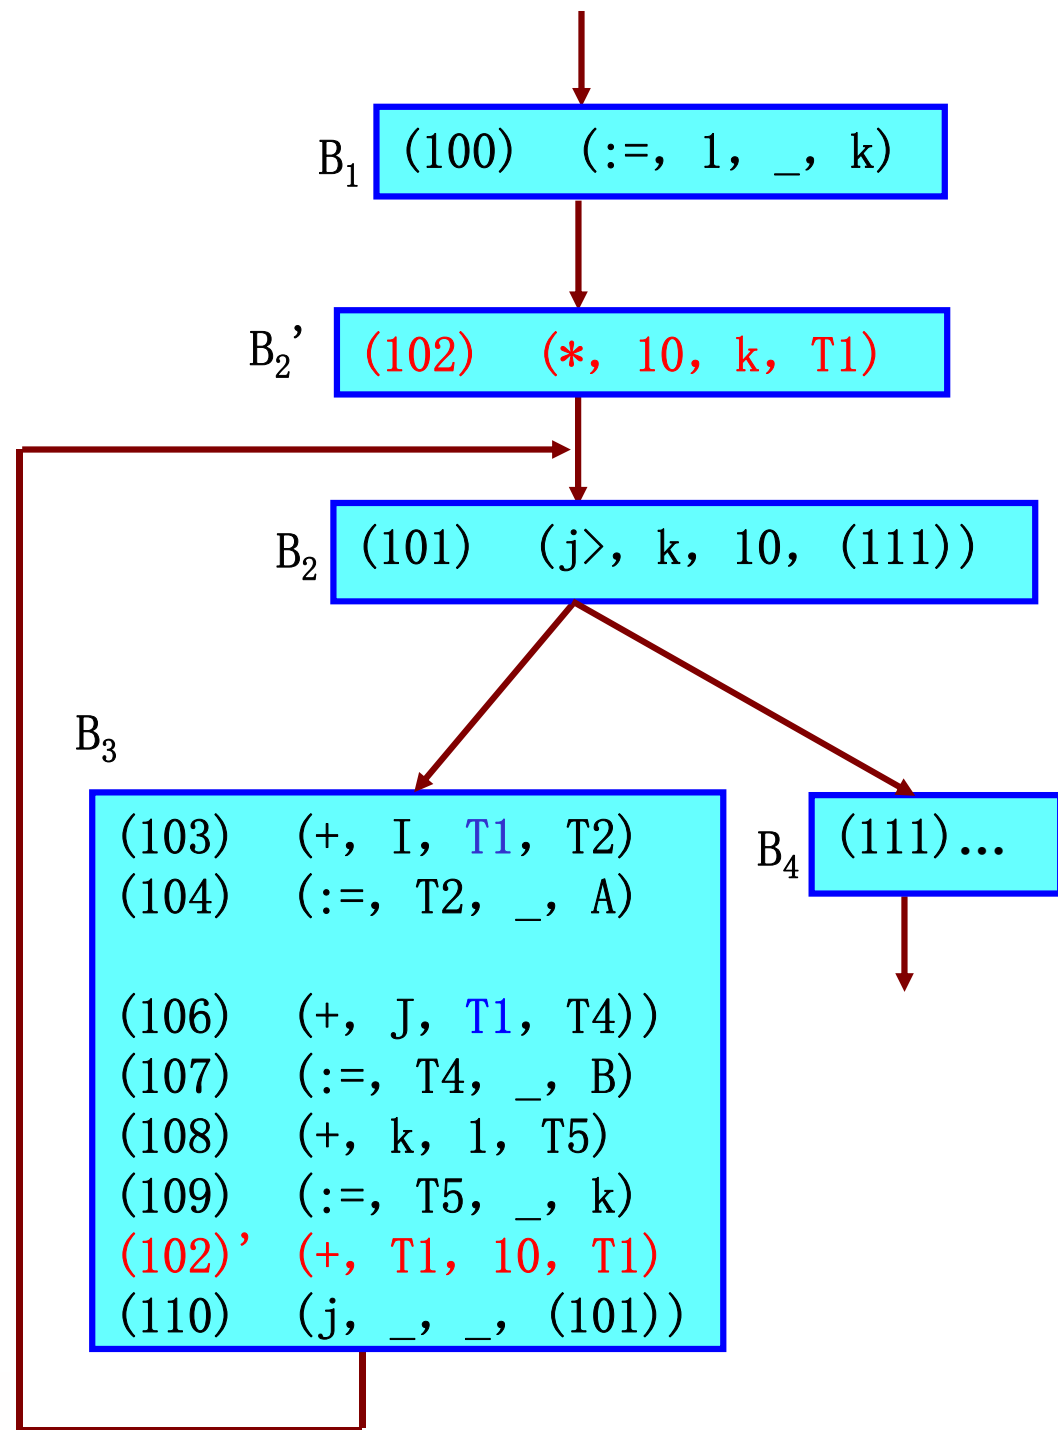 B1 (100) (:=, 1, _, k)
B2' (102) (*, 10, k, T1)
B2 (101) (j>, k, 10, (111))
B3
(103) (+, I, T1, T2)
(104) (:=, T2, _, A)
(106) (+, J, T1, T4))
(107) (:=, T4, _, B)
(108) (+, k, 1, T5)
(109) (:=, T5, _, k)
(102)' (+, T1, 10, T1)
(110) (j, _, _, (101))
B4 (111)...